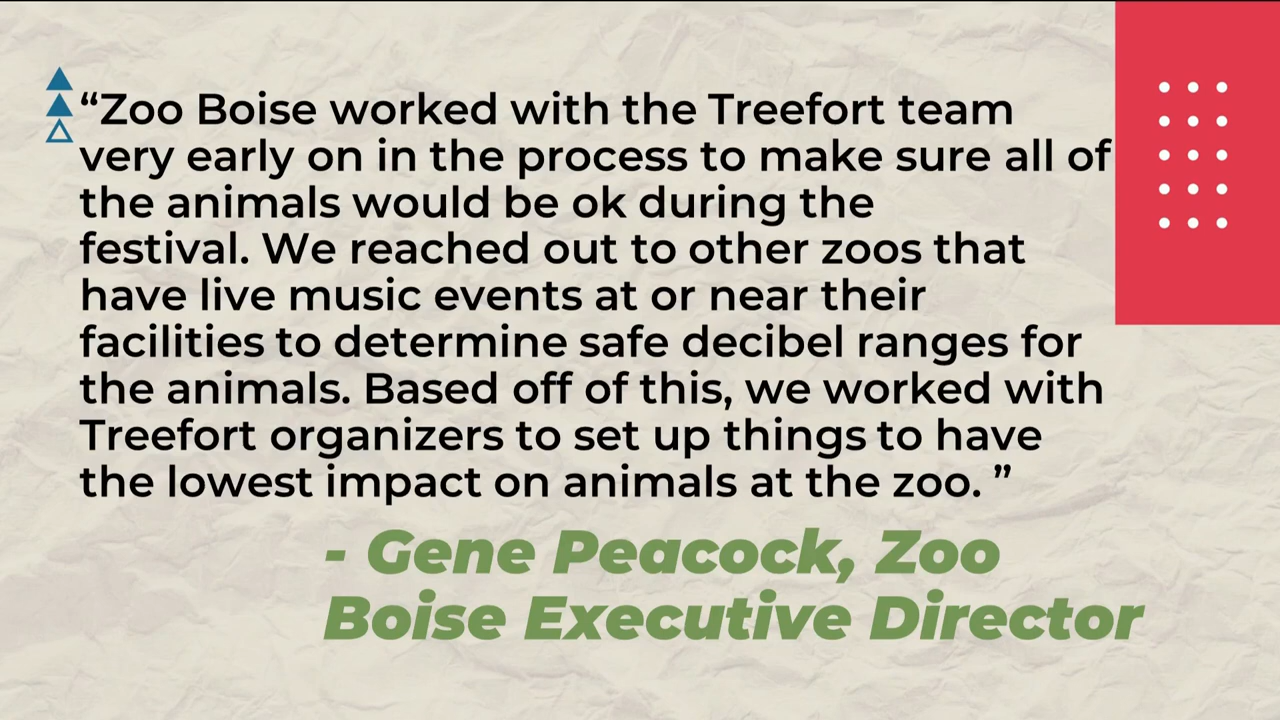 “Zoo Boise worked with the Treefort team
very early on in the process to make sure all of
the animals would be ok during the
festival. We reached out to other zoos that
have live music events at or near their
facilities to determine safe decibel ranges for
the animals. Based off of this, we worked with
Treefort organizers to set up things to have
the lowest impact on animals at the zoo. ”
- Gene Peacock, Zoo
Boise Executive Director